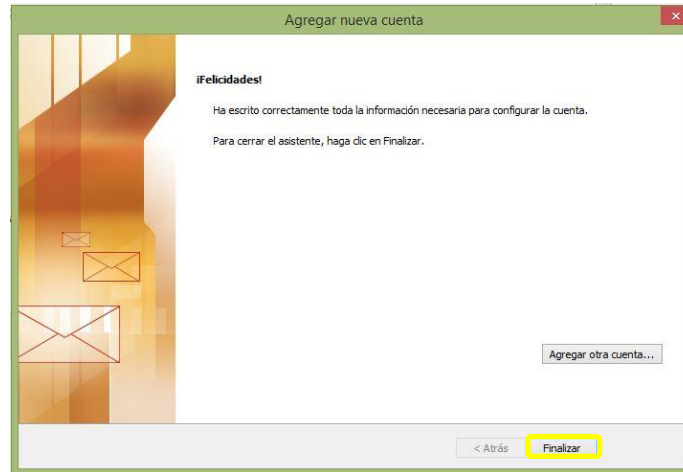 Agregar nueva cuenta
¡Felicidades!
Ha escrito correctamente toda la información necesaria para configurar la cuenta.
Para cerrar el asistente, haga clic en Finalizar.
Agregar otra cuenta...
< Atrás Finalizar